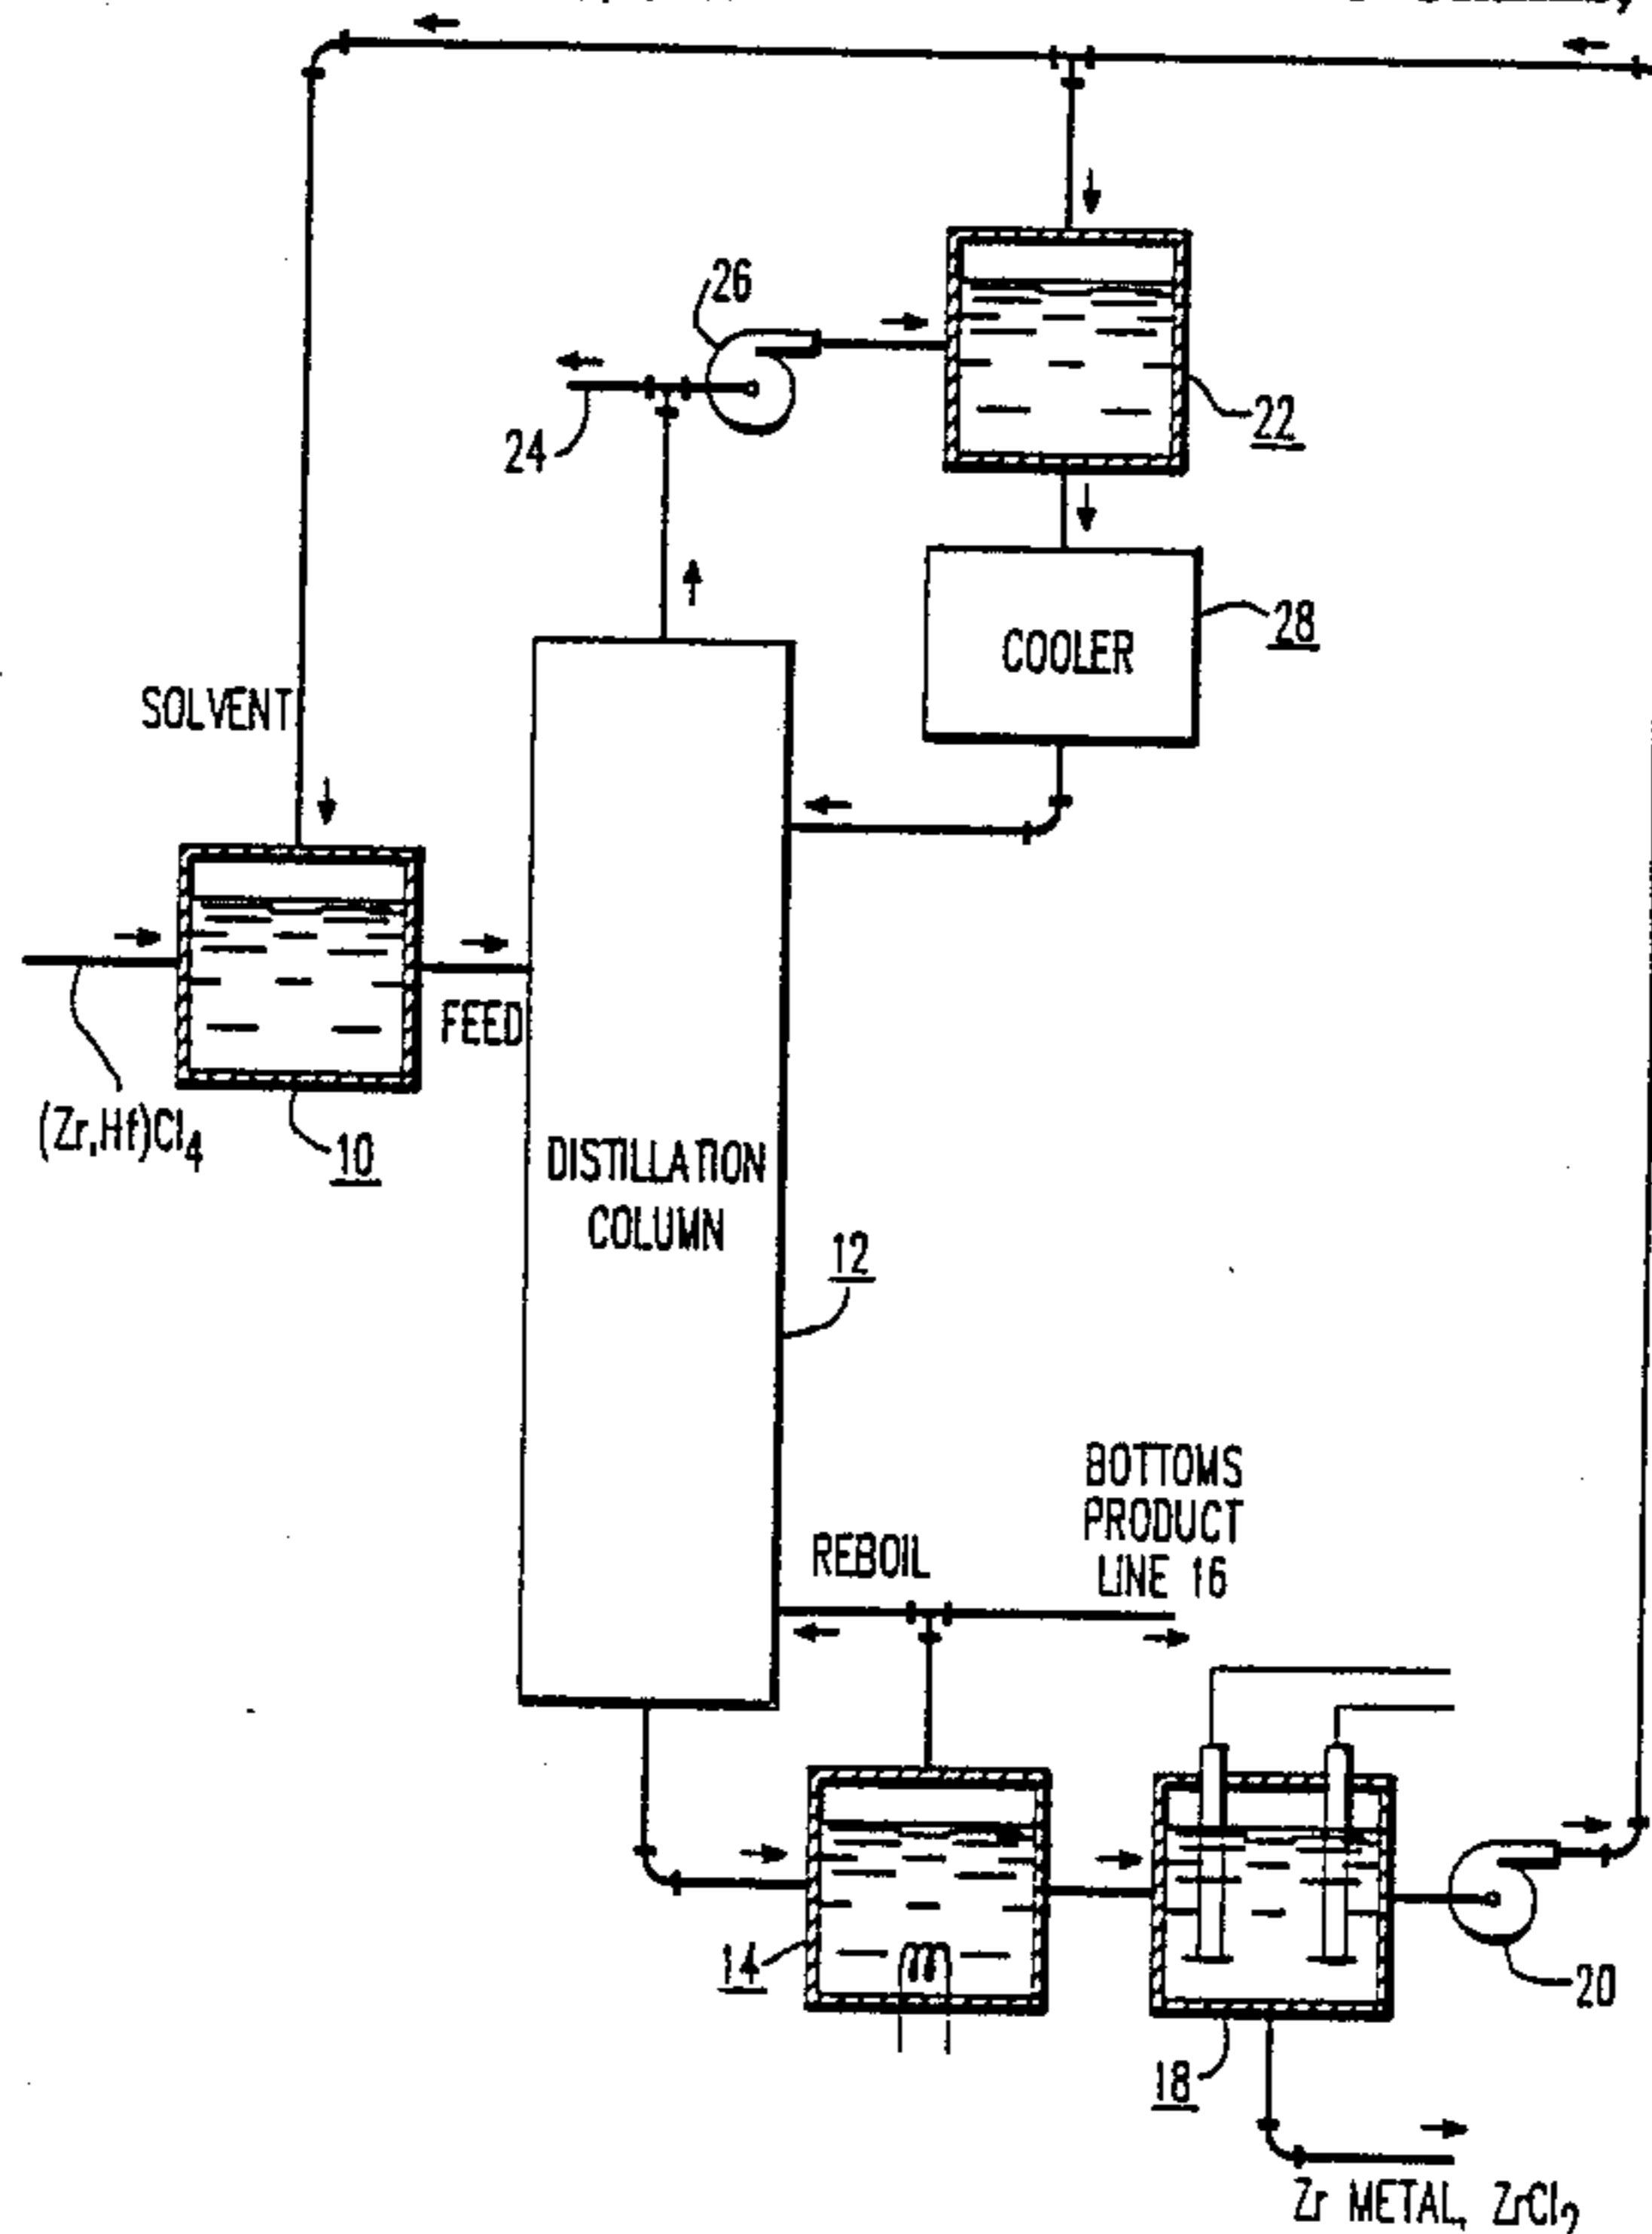 26
24
22
28
COOLER
SOLVENT
FEED
(Zr,Hf)Cl4
10
DISTILLATION
COLUMN
12
BOTTOMS
PRODUCT
LINE 16
REBOIL
14
18
20
Zr METAL, ZrCl2